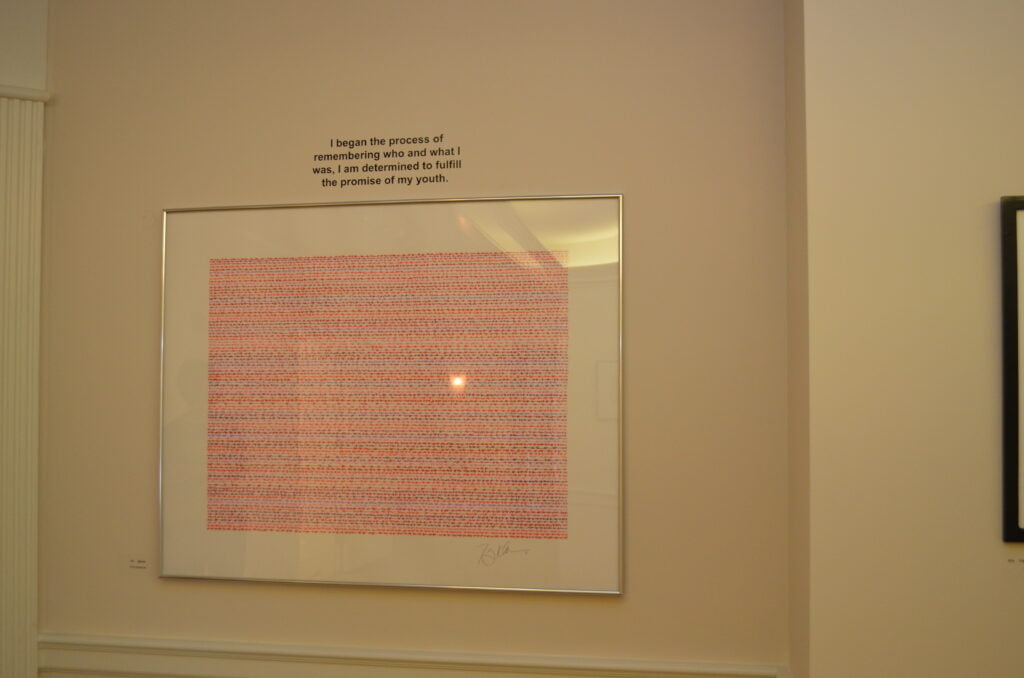 I began the process of
remembering who and what I
was, I am determined to fulfill
the promise of my youth.